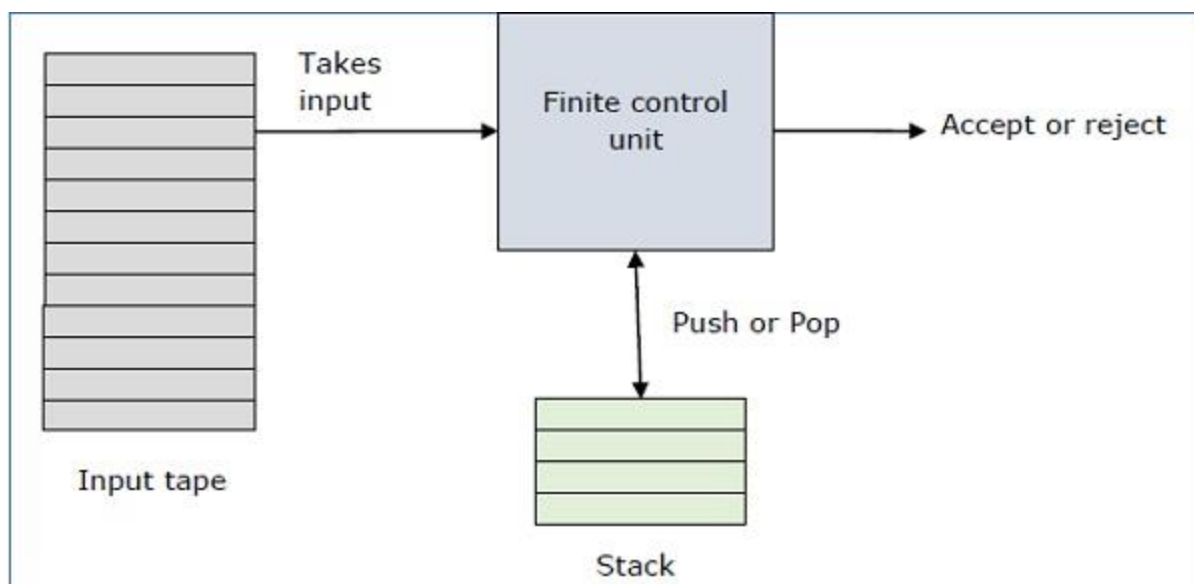 Takes
input
Finite control
unit
Accept or reject
Push or Pop
Input tape
Stack